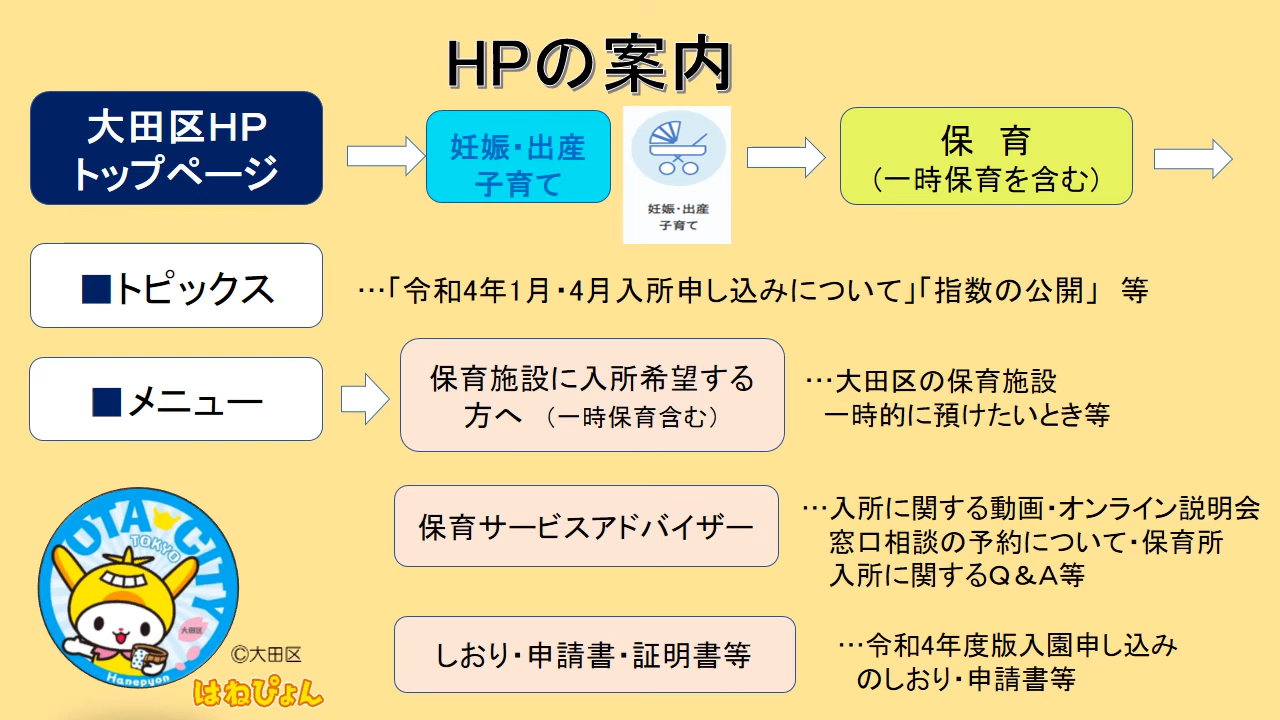 HPの案内
大田区HP
トップページ
妊娠・出産
子育て
妊娠・出産
子育て
保　育
（一時保育を含む）
■トピックス
…「令和4年1月・4月入所申し込みについて」「指数の公開」　等
■メニュー
保育施設に入所希望する
方へ　（一時保育含む）
…大田区の保育施設
一時的に預けたいとき等
保育サービスアドバイザー
…入所に関する動画・オンライン説明会
窓口相談の予約について・保育所
入所に関するQ＆A等
しおり・申請書・証明書等
…令和4年度版入園申し込み
のしおり・申請書等
OTA CITY
TOKYO
大田区
Hanepyon
©大田区
はねぴょん